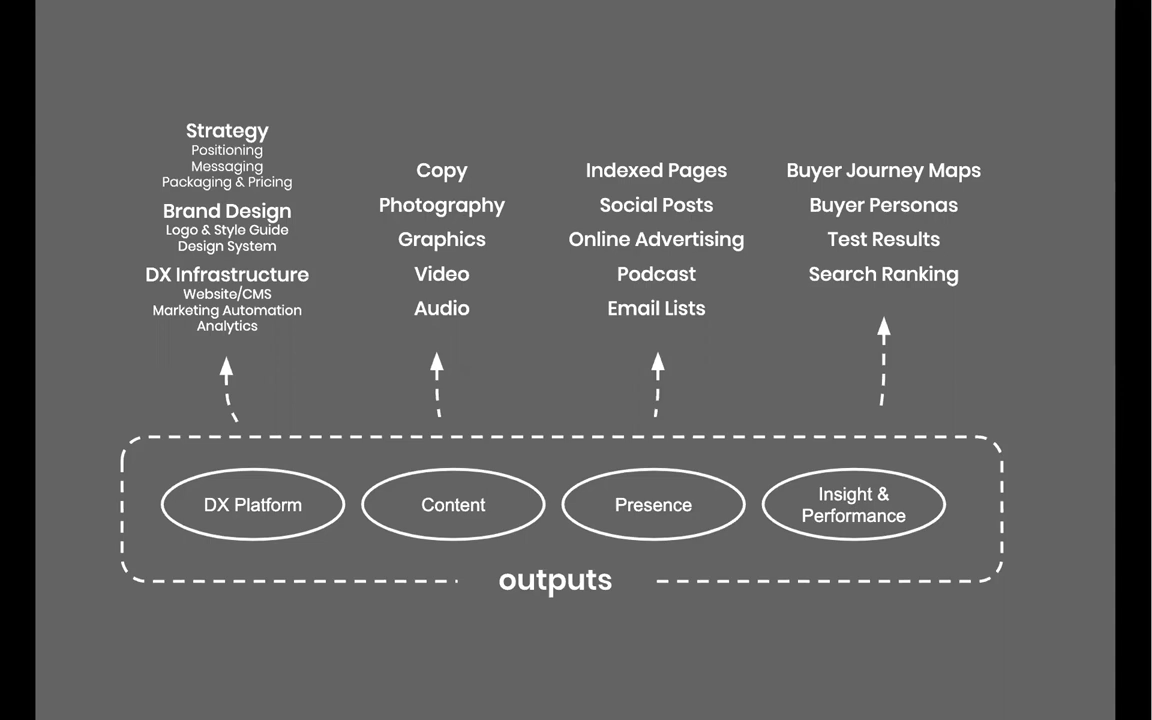 Strategy
Positioning
Messaging
Packaging & Pricing
Brand Design
Logo & Style Guide
Design System
DX Infrastructure
Website/CMS
Marketing Automation
Analytics
Copy
Photography
Graphics
Video
Audio
Indexed Pages
Social Posts
Online Advertising
Podcast
Email Lists
Buyer Journey Maps
Buyer Personas
Test Results
Search Ranking
DX Platform
Content
Presence
Insight &
Performance
outputs